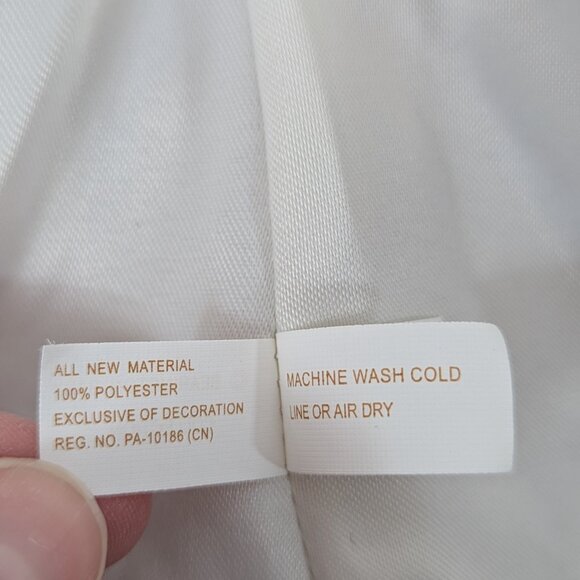 ALL NEW MATERIAL
100% POLYESTER
EXCLUSIVE OF DECORATION
REG. NO. PA-10186 (CN)
MACHINE WASH COLD
LINE OR AIR DRY